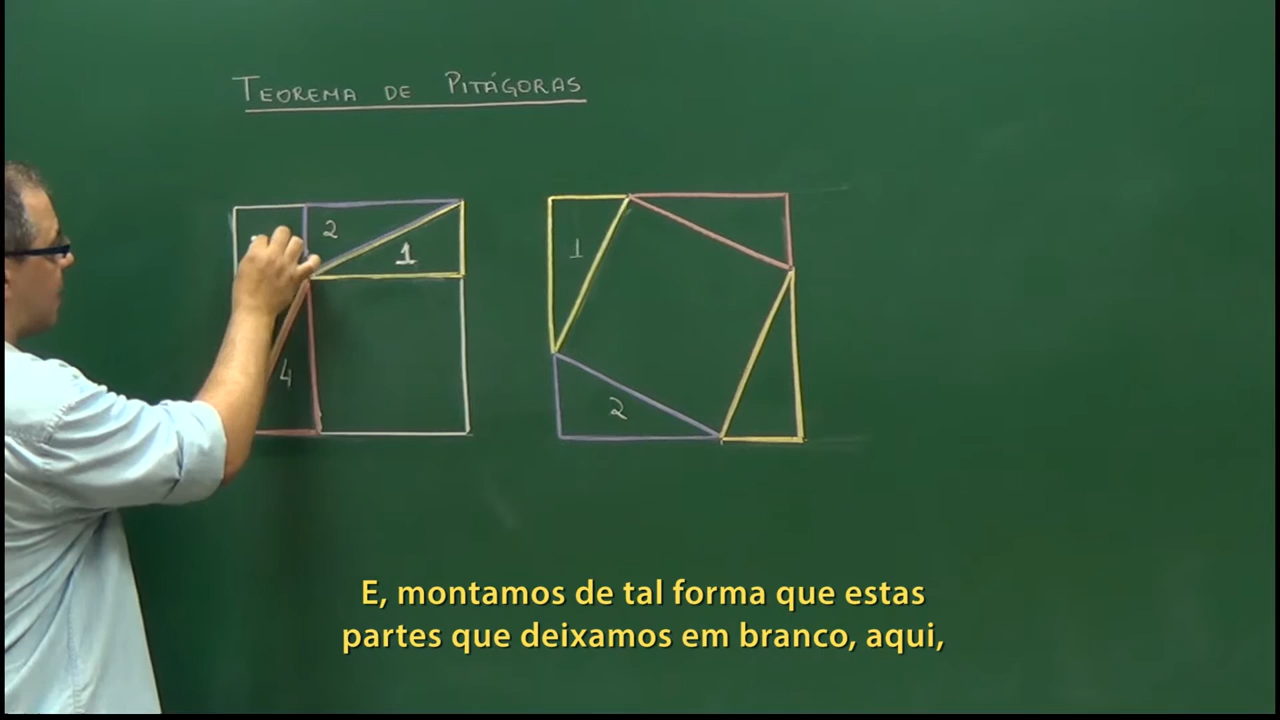 TEOREMA DE PITÁGORAS
2
1
1
4
2
E, montamos de tal forma que estas
partes que deixamos em branco, aqui,